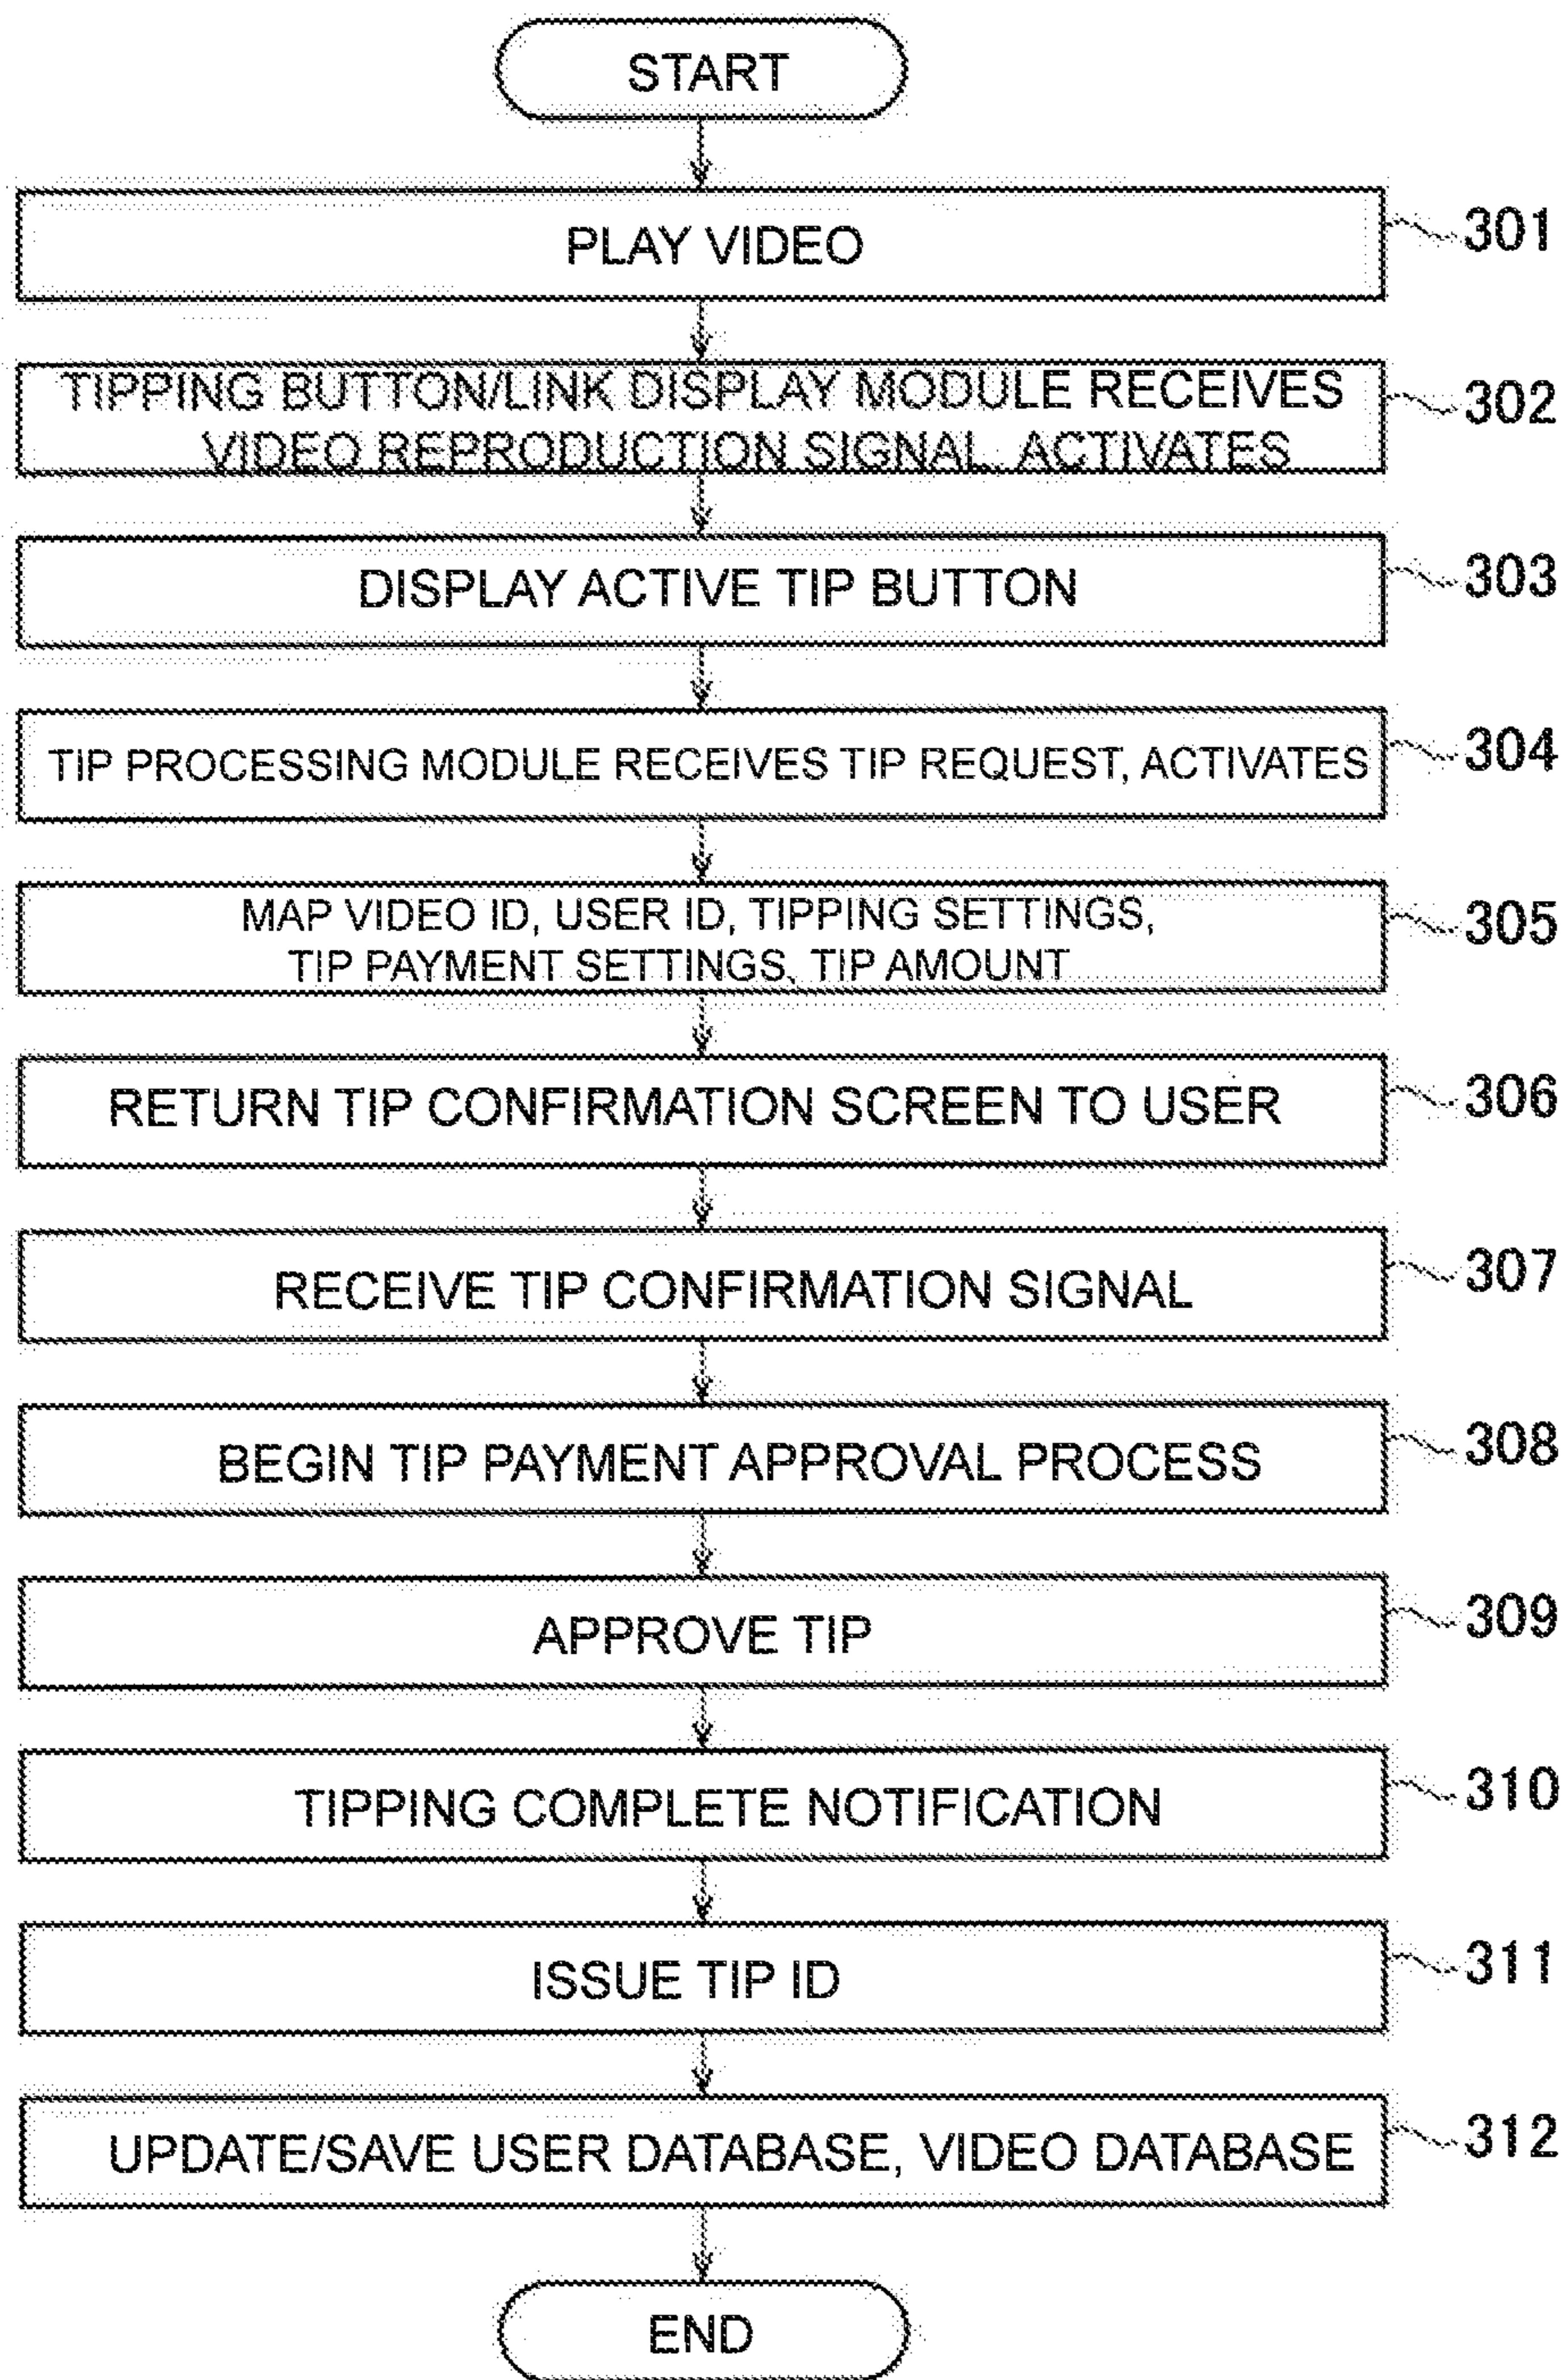 START
PLAY VIDEO
301
TIPPING BUTTON/LINK DISPLAY MODULE RECEIVES
VIDEO REPRODUCTION SIGNAL, ACTIVATES
302
DISPLAY ACTIVE TIP BUTTON
303
TIP PROCESSING MODULE RECEIVES TIP REQUEST, ACTIVATES
304
MAP VIDEO ID, USER ID, TIPPING SETTINGS,
TIP PAYMENT SETTINGS, TIP AMOUNT
305
RETURN TIP CONFIRMATION SCREEN TO USER
306
RECEIVE TIP CONFIRMATION SIGNAL
307
BEGIN TIP PAYMENT APPROVAL PROCESS
308
APPROVE TIP
309
TIPPING COMPLETE NOTIFICATION
310
ISSUE TIP ID
311
UPDATE/SAVE USER DATABASE, VIDEO DATABASE
312
END